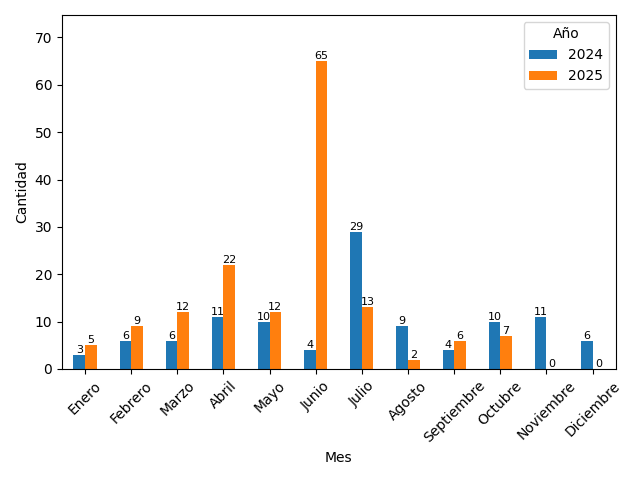 Año
2024
2025
Cantidad
70
60
50
40
30
20
10
0
3
5
6
9
6
12
11
22
10
12
4
65
29
13
9
2
4
6
10
7
11
0
6
0
Enero
Febrero
Marzo
Abril
Mayo
Junio
Julio
Agosto
Septiembre
Octubre
Noviembre
Diciembre
Mes